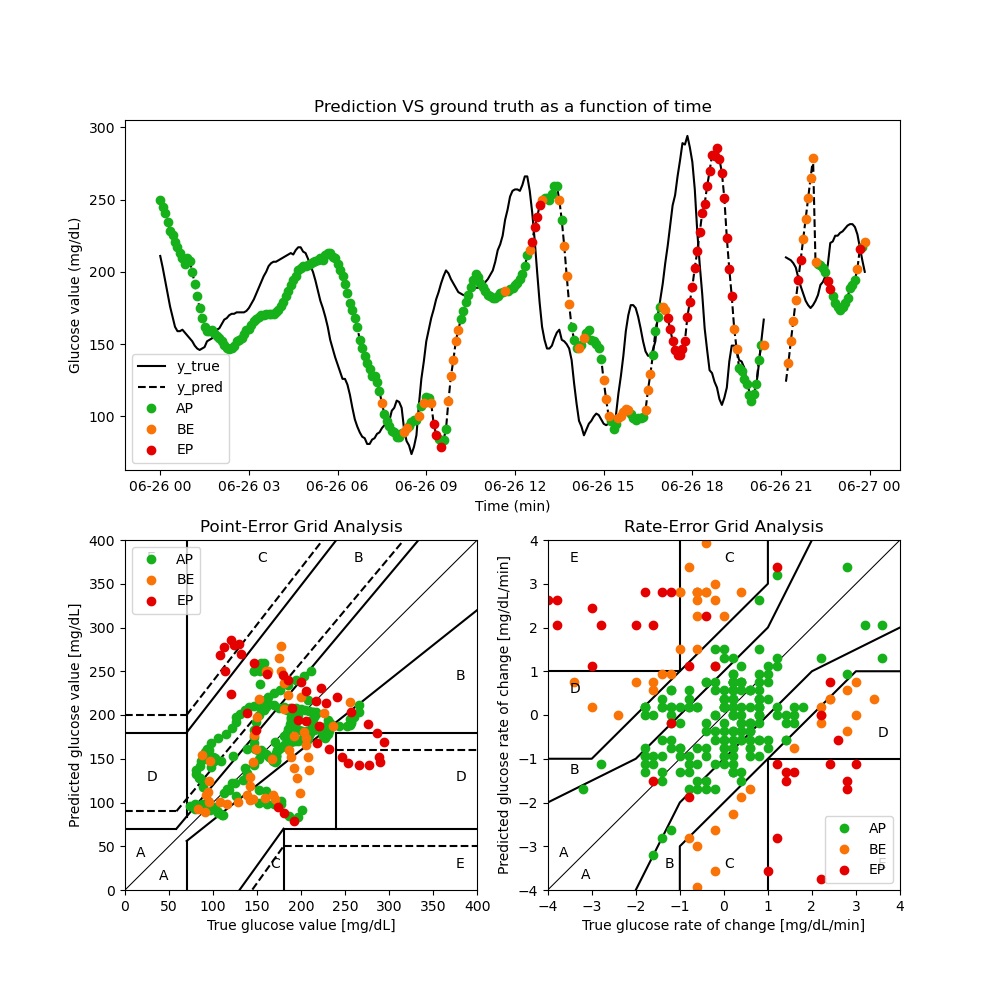 Prediction VS ground truth as a function of time
Glucose value (mg/dL)
300
250
200
150
100
y_true
y_pred
AP
BE
EP
06-26 00 06-26 03 06-26 06 06-26 09 06-26 12 06-26 15 06-26 18 06-26 21 06-27 00
Time (min)
Point-Error Grid Analysis
Predicted glucose value [mg/dL]
400
350
300
250
200
150
100
50
0
AP
BE
EP
C
B
B
D
D
A
A
C
E
0 50 100 150 200 250 300 350 400
True glucose value [mg/dL]
Rate-Error Grid Analysis
Predicted glucose rate of change [mg/dL/min]
4
3
2
1
0
−1
−2
−3
−4
E
C
D
D
B
A
A
B
C
AP
BE
EP
−4 −3 −2 −1 0 1 2 3 4
True glucose rate of change [mg/dL/min]